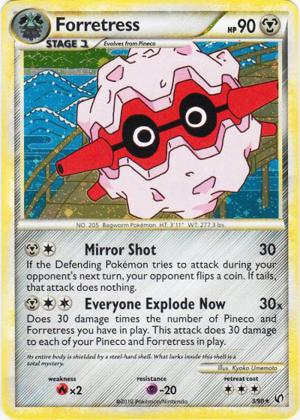 Forretress
HP 90
STAGE 1
Evolves from Pineco
NO. 205 Bagworm Pokémon HT: 3'11" WT: 277.3 lbs.
Mirror Shot 30
If the Defending Pokémon tries to attack during your
opponent's next turn, your opponent flips a coin. If tails,
that attack does nothing.
Everyone Explode Now 30x
Does 30 damage times the number of Pineco and
Forretress you have in play. This attack does 30 damage
to each of your Pineco and Forretress.
Its entire body is shielded by a steel-hard shell. What lurks inside this shell is a
total mystery.
Illus. Kyoko Umemoto
weakness resistance retreat cost
x2 -20
©2010 Pokémon/Nintendo 5/90